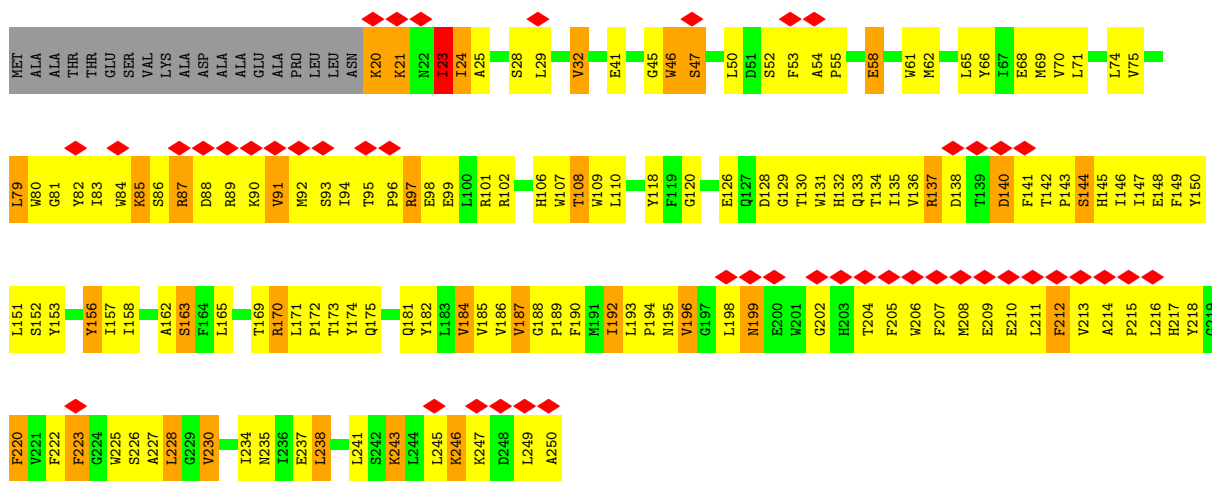 MET ALA ALA THR THR GLU SER VAL LYS ALA ASP ALA ALA ALA GLU ALA PRO LEU LEU ASN K20 K21 N22 I23 I24 A25 S28 L29 V32 E41 G45 W46 S47 L50 D51 S52 F53 A54 P55 E58 W61 M62 L65 Y66 I67 E68 M69 V70 L71 L74 V75
L79 W80 G81 Y82 I83 W84 K85 S86 R87 D88 R89 K90 V91 M92 S93 I94 T95 P96 R97 E98 E99 L100 R101 R102 H106 W107 T108 W109 L110 Y118 F119 G120 E126 Q127 D128 G129 T130 W131 H132 Q133 T134 I135 V136 R137 D138 T139 D140 F141 T142 P143 S144 H145 I146 I147 E148 F149 Y150
L151 S152 Y153 Y156 I157 I158 A162 S163 F164 L165 T169 R170 L171 P172 T173 Y174 Q175 Q181 Y182 L183 V184 V185 V186 V187 G188 P189 F190 M191 I192 L193 P194 N195 V196 G197 L198 N199 E200 W201 G202 H203 T204 F205 W206 F207 M208 E209 E210 L211 F212 V213 A214 P215 L216 H217 Y218 G219
F220 V221 F222 F223 G224 W225 S226 A227 L228 G229 V230 I234 N235 I236 E237 L238 L241 S242 K243 L244 L245 K246 K247 D248 L249 A250